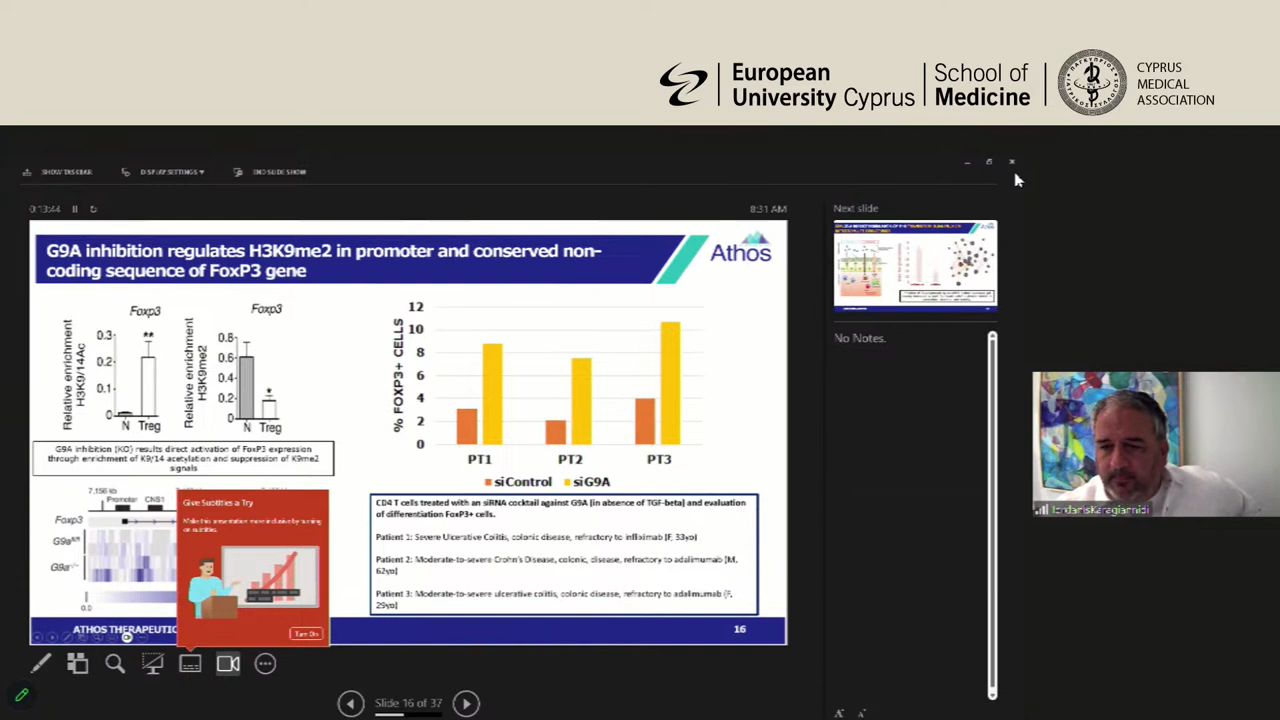 European
University Cyprus
School of
Medicine
CYPRUS
MEDICAL
ASSOCIATION
SHOW TASKBAR
DISPLAY SETTINGS ▾
END SLIDE SHOW
0:13:44
8:31 AM
Next slide
G9A inhibition regulates H3K9me2 in promoter and conserved non-
coding sequence of FoxP3 gene
Athos
Foxp3
Relative enrichment
H3K9/14Ac
0.3
0.2
0.1
0
**
N Treg
Foxp3
Relative enrichment
H3K9me2
0.8
0.6
0.4
0.2
0
*
N Treg
G9A inhibition (KO) results direct activation of FoxP3 expression
through enrichment of K9/14 acetylation and suppression of K9me2
signals
% FOXP3+ CELLS
12
10
8
6
4
2
0
PT1 PT2 PT3
siControl siG9A
CD4 T cells treated with an siRNA cocktail against G9A (in absence of TGF-beta) and evaluation
of differentiation FoxP3+ cells.
Patient 1: Severe Ulcerative Colitis, colonic disease, refractory to infliximab (F, 33yo)
Patient 2: Moderate-to-severe Crohn's Disease, colonic, disease, refractory to adalimumab (M,
62yo)
Patient 3: Moderate-to-severe ulcerative colitis, colonic disease, refractory to adalimumab (F,
29yo)
7,156 kb
Promoter CNS1
Foxp3
0.0
Give Subtitles a Try
Make this presentation more inclusive by turning
on subtitles.
Turn On
ATHOS THERAPEUTIC
16
No Notes.
Slide 16 of 37
IordanisKaragiannidi